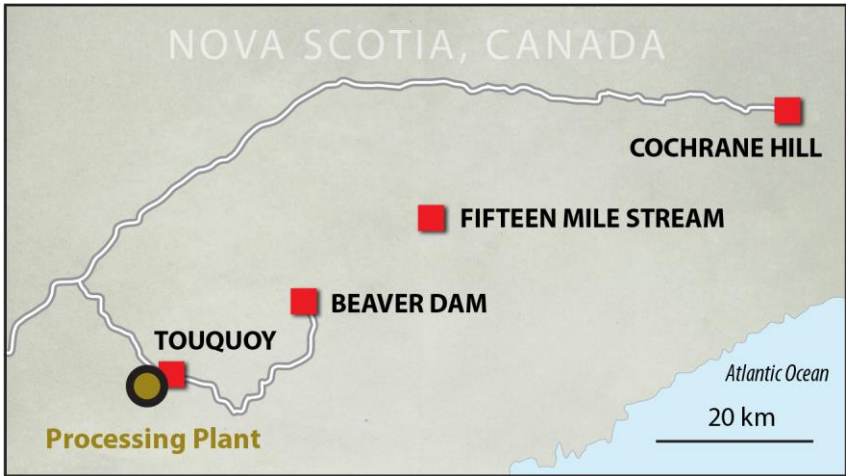 NOVA SCOTIA, CANADA
COCHRANE HILL
FIFTEEN MILE STREAM
BEAVER DAM
TOUQUOY
Atlantic Ocean
20 km
Processing Plant